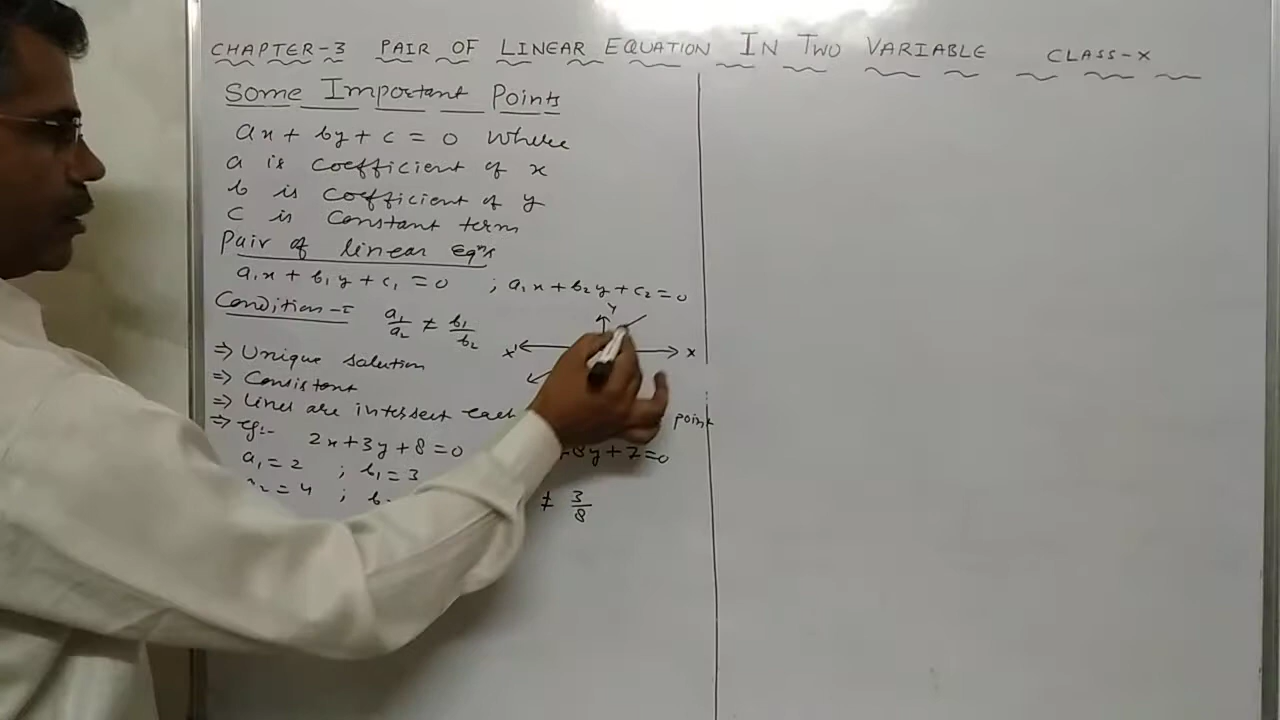 CHAPTER-3 PAIR OF LINEAR EQUATION IN TWO VARIABLE CLASS-X
Some Important Points
ax + by + c = 0 Where
a is coefficient of x
b is coefficient of y
C is Constant term
Pair of linear Eqns
a₁x + b₁y + c₁ = 0 ; a₁x + b₂y + c₂ = 0
Condition-I a₁/a₂ ≠ b₁/b₂
Y
X' X
⇒ Unique solution
⇒ Consistant
⇒ Lines are intersect each point
⇒ eg:- 2x+3y+8=0 8y+7=0
a₁ = 2 ; b₁ = 3
a₂ = 4 ; b ≠ 3/8